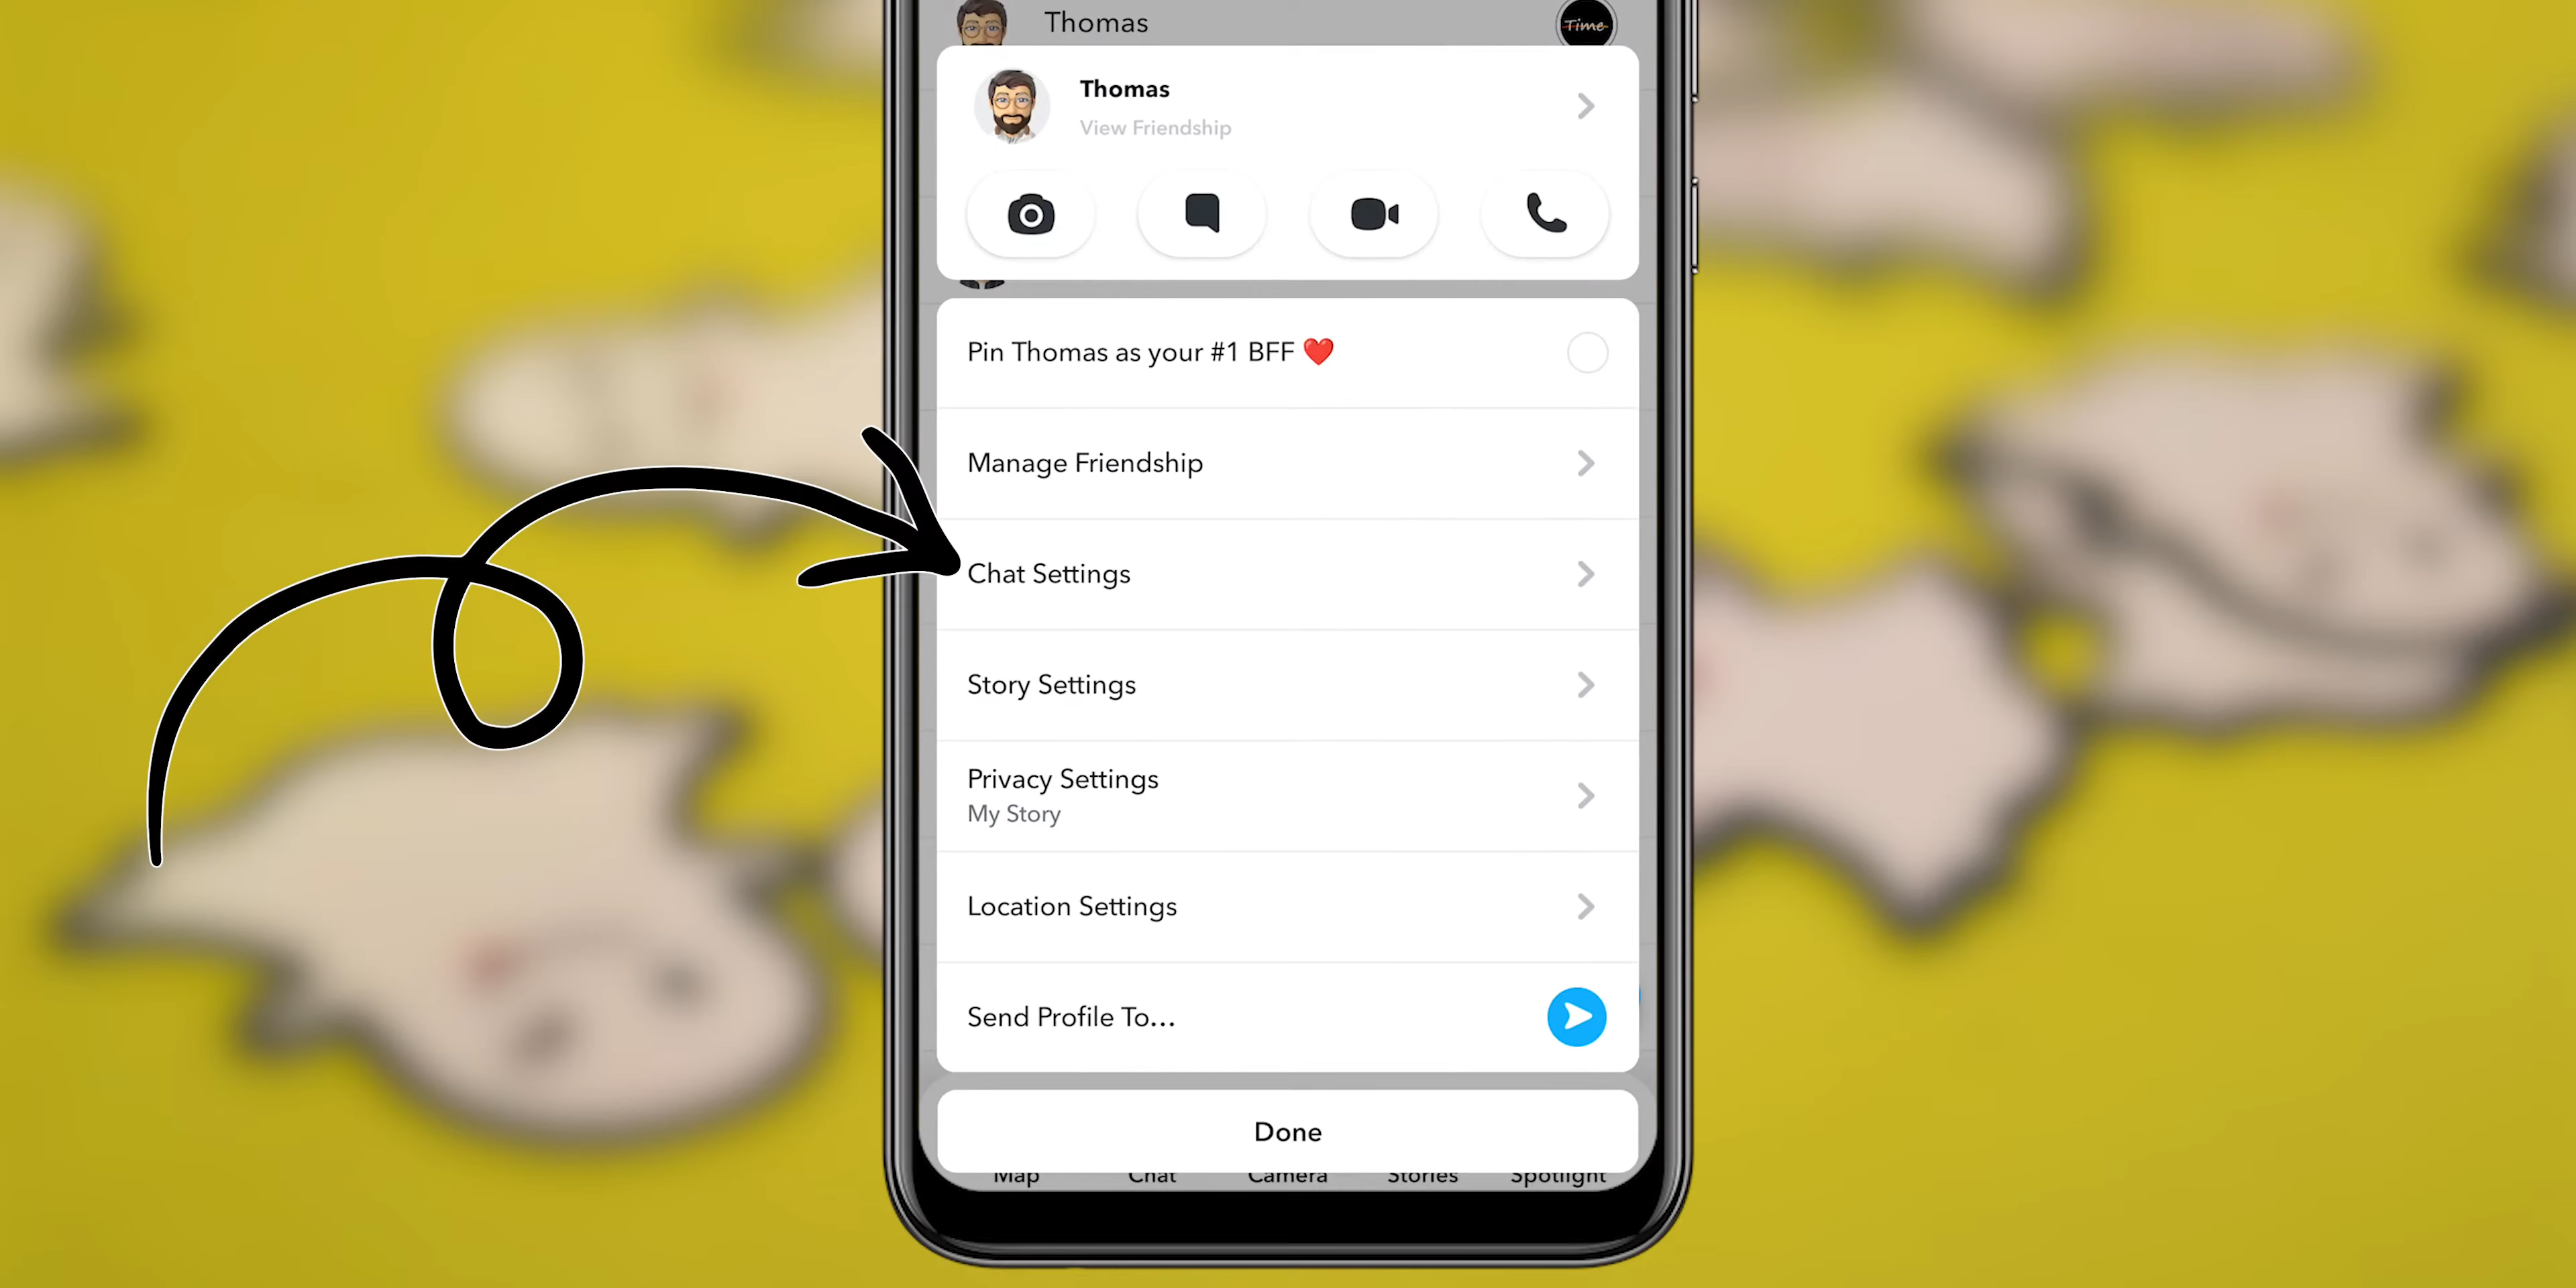 Thomas
Time
Thomas
View Friendship
Pin Thomas as your #1 BFF ❤️
Manage Friendship
Chat Settings
Story Settings
Privacy Settings
My Story
Location Settings
Send Profile To...
Done
Map Chat Camera Stories Spotlight